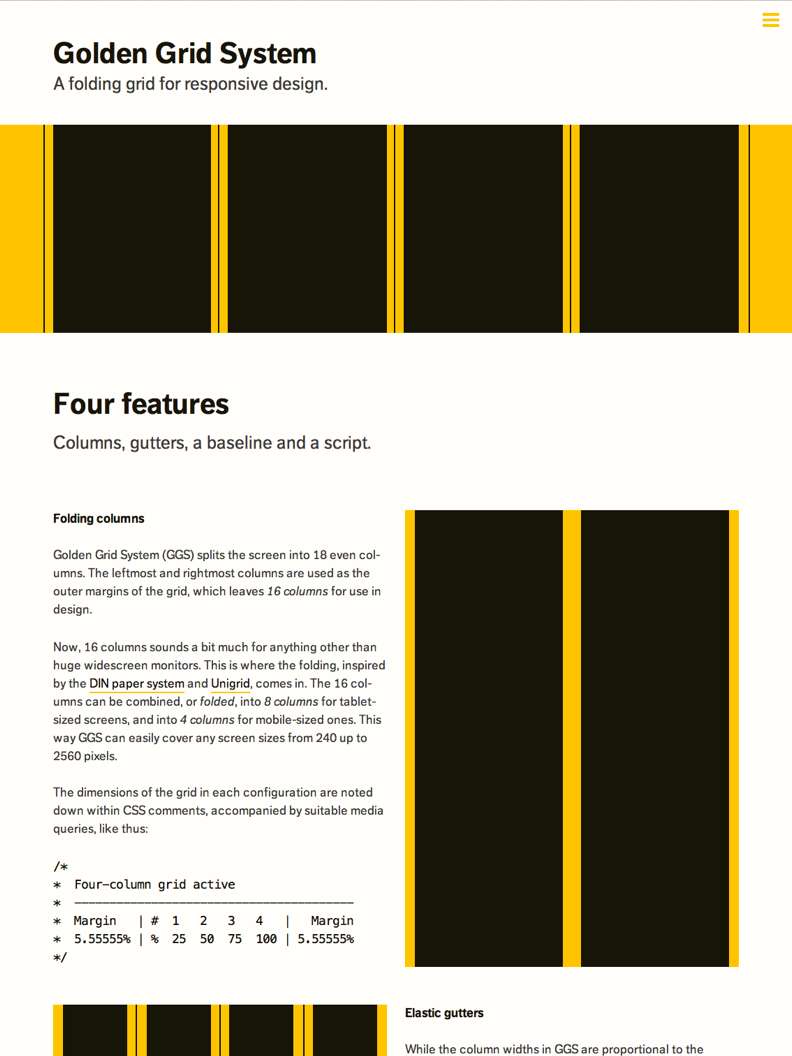 Golden Grid System
A folding grid for responsive design.
Four features
Columns, gutters, a baseline and a script.
Folding columns
Golden Grid System (GGS) splits the screen into 18 even col-
umns. The leftmost and rightmost columns are used as the
outer margins of the grid, which leaves 16 columns for use in
design.
Now, 16 columns sounds a bit much for anything other than
huge widescreen monitors. This is where the folding, inspired
by the DIN paper system and Unigrid, comes in. The 16 col-
umns can be combined, or folded, into 8 columns for tablet-
sized screens, and into 4 columns for mobile-sized ones. This
way GGS can easily cover any screen sizes from 240 up to
2560 pixels.
The dimensions of the grid in each configuration are noted
down within CSS comments, accompanied by suitable media
queries, like thus:
/*
* Four–column grid active
* ————————————————————————————————————————
* Margin | # 1 2 3 4 | Margin
* 5.55555% | % 25 50 75 100 | 5.55555%
*/
Elastic gutters
While the column widths in GGS are proportional to the